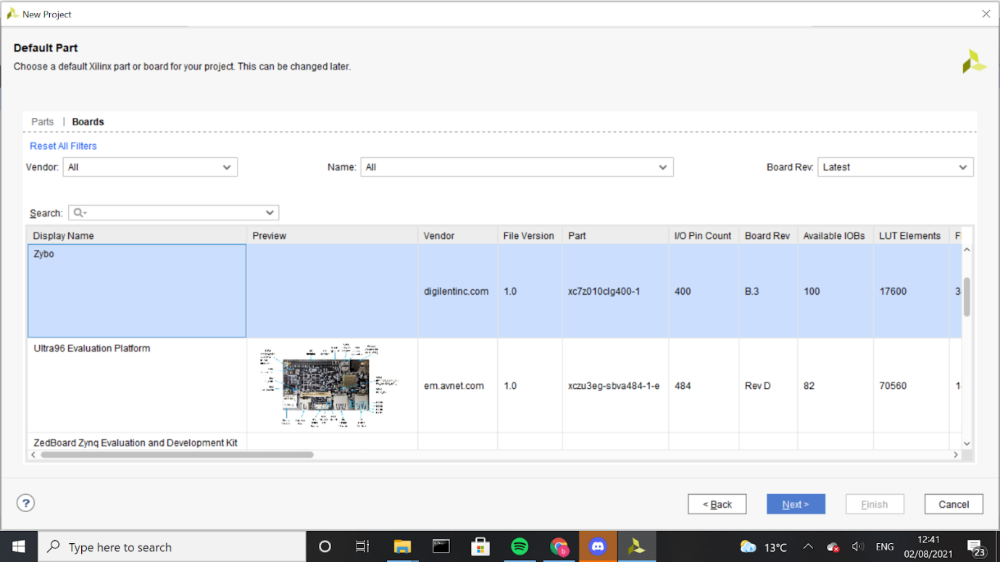 New Project
Default Part
Choose a default Xilinx part or board for your project. This can be changed later.
Parts | Boards
Reset All Filters
Vendor: All Name: All Board Rev: Latest
Search:
Display Name Preview Vendor File Version Part I/O Pin Count Board Rev Available IOBs LUT Elements
Zybo
digilentinc.com 1.0 xc7z010clg400-1 400 B.3 100 17600 3
Ultra96 Evaluation Platform
em.avnet.com 1.0 xczu3eg-sbva484-1-e 484 Rev D 82 70560 1
ZedBoard Zynq Evaluation and Development Kit
? < Back Next > Finish Cancel
Type here to search
13°C ENG 12:41
02/08/2021 23